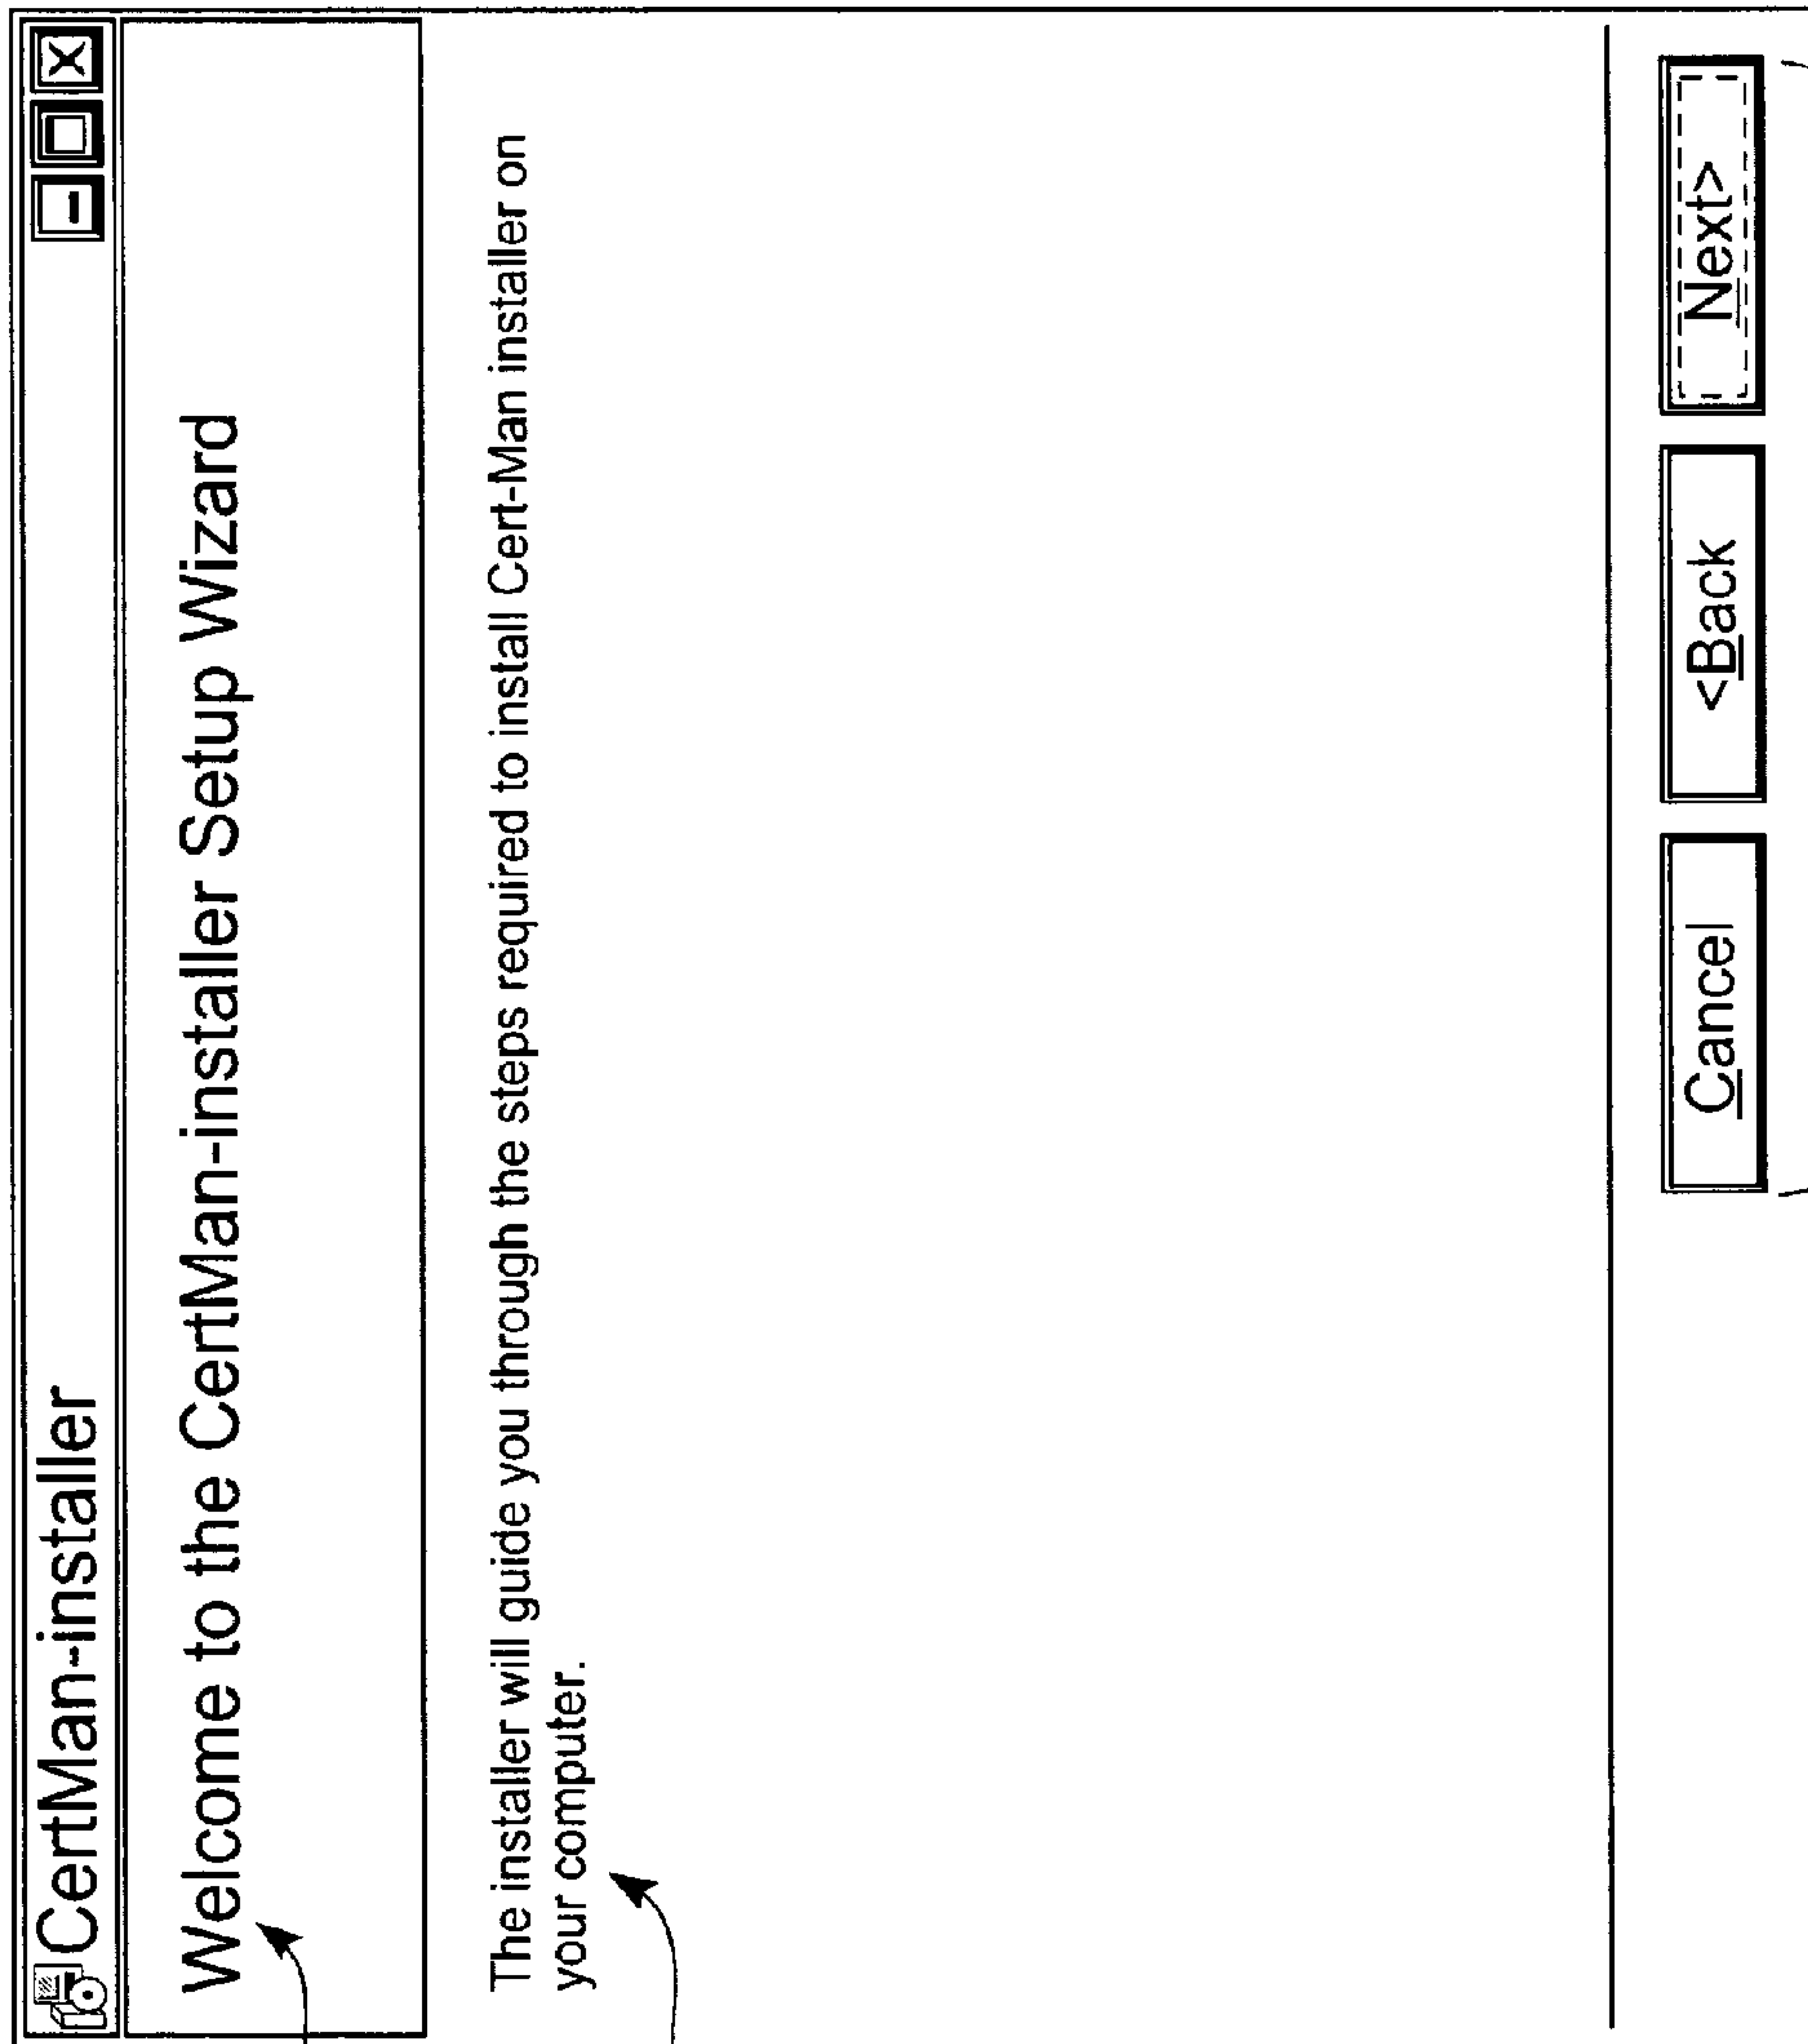 CertMan-installer
Welcome to the CertMan-installer Setup Wizard
The installer will guide you through the steps required to install Cert-Man installer on
your computer.
Cancel
<Back
Next>